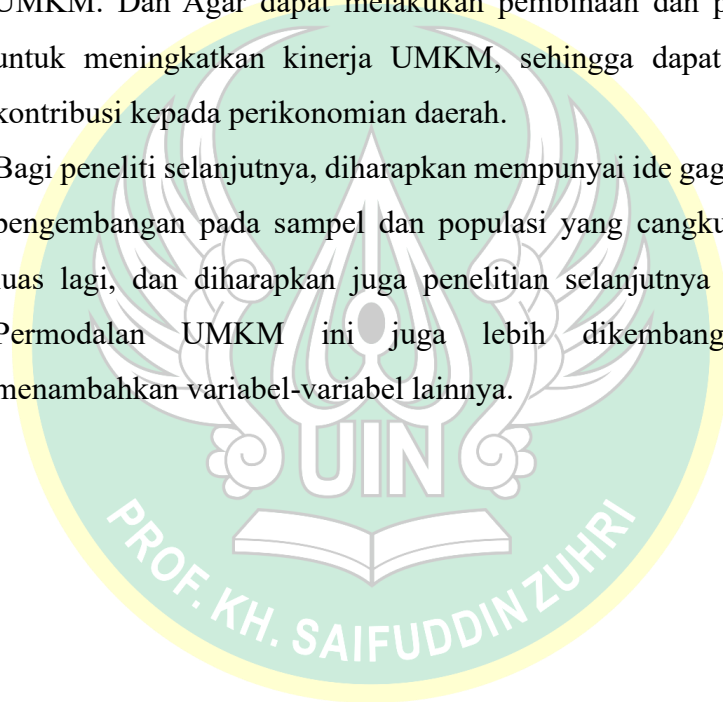 UMKM. Dan Agar dapat melakukan pembinaan dan p
untuk meningkatkan kinerja UMKM, sehingga dapat
kontribusi kepada perikonomian daerah.
Bagi peneliti selanjutnya, diharapkan mempunyai ide gag
pengembangan pada sampel dan populasi yang cangku
luas lagi, dan diharapkan juga penelitian selanjutnya
Permodalan UMKM ini juga lebih dikembang
menambahkan variabel-variabel lainnya.
UIN
PROF. KH. SAIFUDDIN ZUHRI